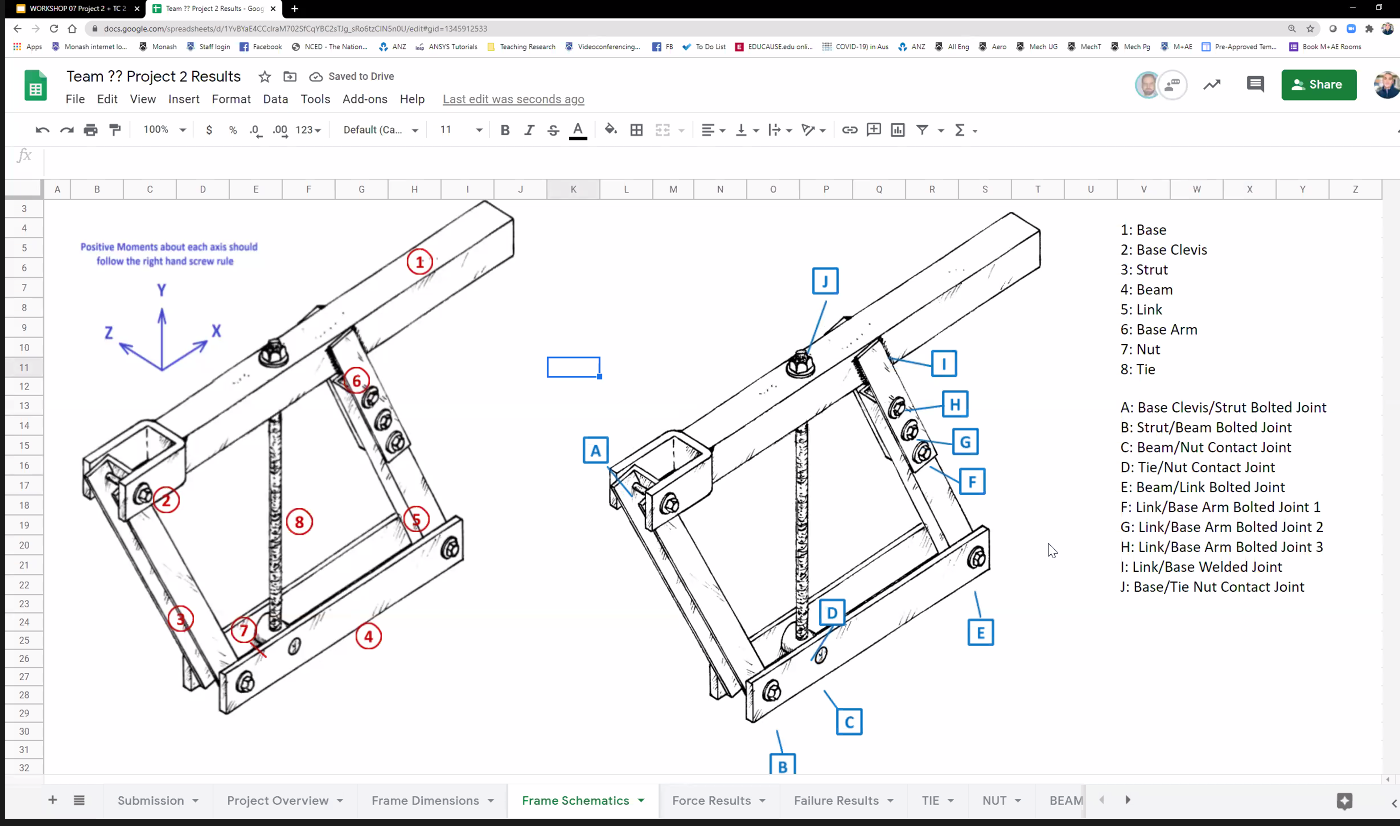 WORKSHOP 07 Project 2 + TC 2
Team ?? Project 2 Results - Goog
docs.google.com/spreadsheets/d/1YvBYaE4CCcIraM702SfCqYBC2sTJg_sRo6tzCINSn0U/edit#gid=1345912533
Apps
Monash internet lo...
Monash
Staff login
Facebook
NCED - The Nation...
ANZ
ANSYS Tutorials
Teaching Research
Videoconferencing...
FB
To Do List
EDUCAUSE.edu onli...
COVID-19) in Aus
ANZ
All Eng
Aero
Mech UG
MechT
Mech Pg
M+AE
Pre-Approved Tem...
Book M+AE Rooms
Team ?? Project 2 Results
Saved to Drive
File Edit View Insert Format Data Tools Add-ons Help Last edit was seconds ago
Share
100% $ % .0 .00 123 Default (Ca... 11 B I S A
fx
A B C D E F G H I J K L M N O P Q R S T U V W X Y Z
3
4
5
6
7
8
9
10
11
12
13
14
15
16
17
18
19
20
21
22
23
24
25
26
27
28
29
30
31
32
Positive Moments about each axis should
follow the right hand screw rule
Y
Z
X
1
6
2
8
5
3
7
4
J
I
H
A
G
F
D
E
C
B
1: Base
2: Base Clevis
3: Strut
4: Beam
5: Link
6: Base Arm
7: Nut
8: Tie
A: Base Clevis/Strut Bolted Joint
B: Strut/Beam Bolted Joint
C: Beam/Nut Contact Joint
D: Tie/Nut Contact Joint
E: Beam/Link Bolted Joint
F: Link/Base Arm Bolted Joint 1
G: Link/Base Arm Bolted Joint 2
H: Link/Base Arm Bolted Joint 3
I: Link/Base Welded Joint
J: Base/Tie Nut Contact Joint
Submission
Project Overview
Frame Dimensions
Frame Schematics
Force Results
Failure Results
TIE
NUT
BEAM